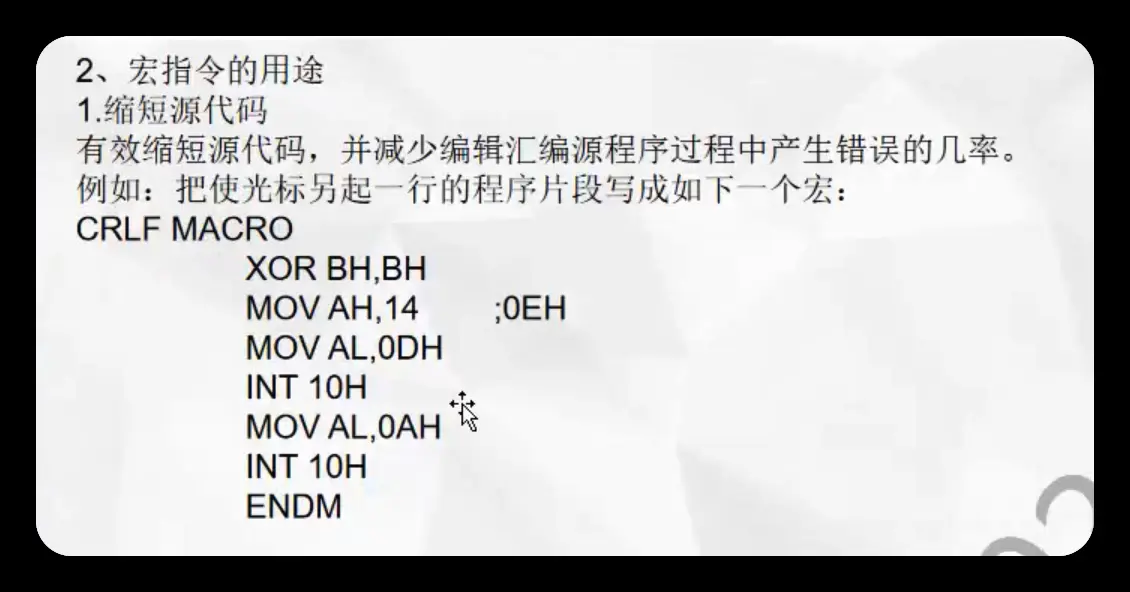 2、宏指令的用途
1.缩短源代码
有效缩短源代码，并减少编辑汇编源程序过程中产生错误的几率。
例如：把使光标另起一行的程序片段写成如下一个宏：
CRLF MACRO
XOR BH,BH
MOV AH,14 ;0EH
MOV AL,0DH
INT 10H
MOV AL,0AH
INT 10H
ENDM